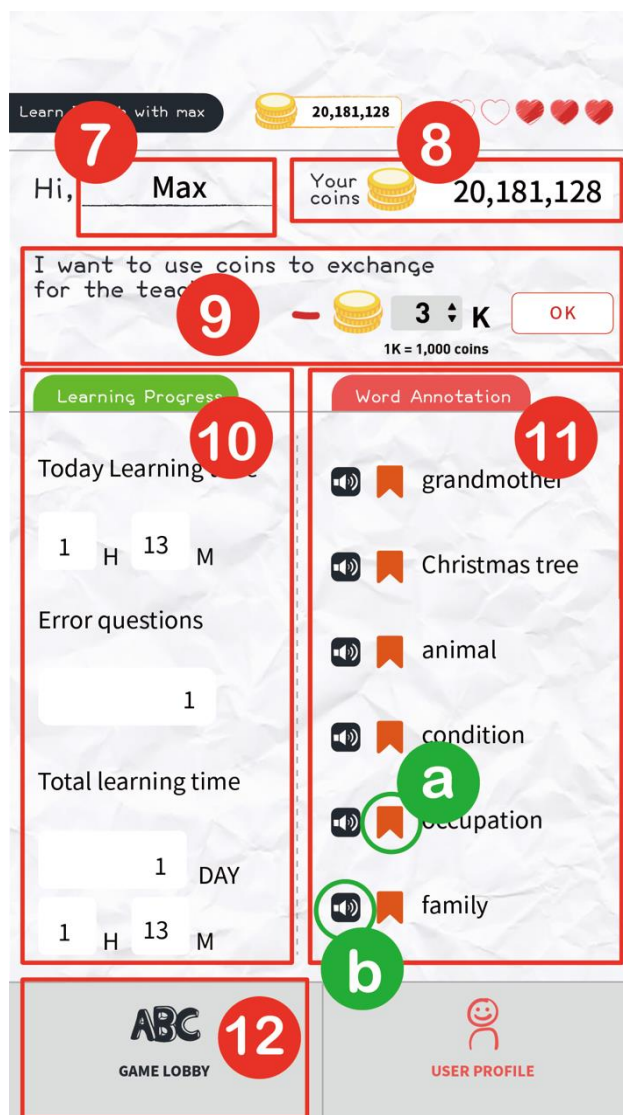 Learn with max
20,181,128
7
8
Hi, Max
Your coins 20,181,128
I want to use coins to exchange
for the
9
3 K OK
1K = 1,000 coins
Learning Progress
Word Annotation
10
11
Today Learning
grandmother
1 H 13 M
Christmas tree
Error questions
animal
1
condition
a
Total learning time
occupation
1 DAY
family
1 H 13 M
b
ABC
12
GAME LOBBY
USER PROFILE